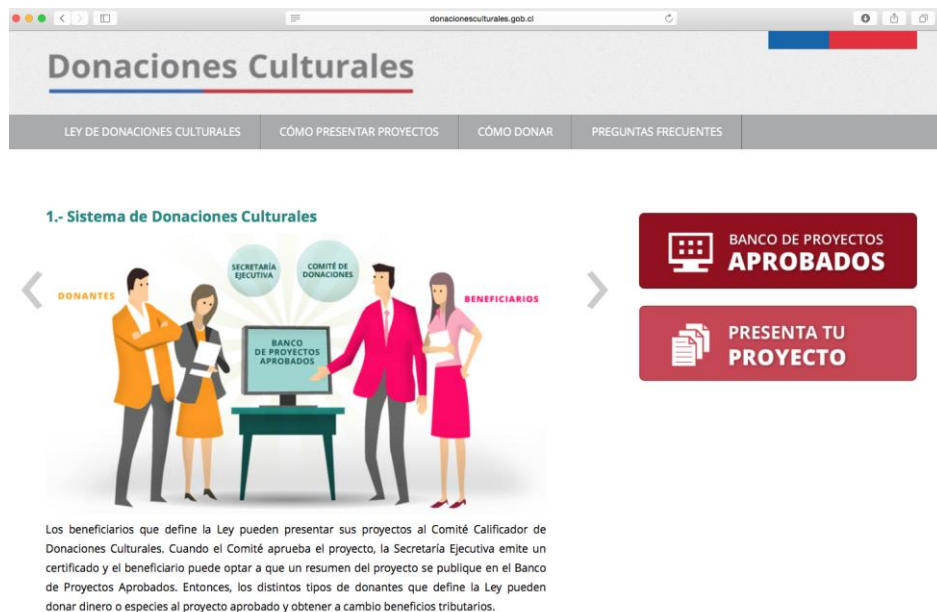 donacionesculturales.gob.cl
Donaciones Culturales
LEY DE DONACIONES CULTURALES
CÓMO PRESENTAR PROYECTOS
CÓMO DONAR
PREGUNTAS FRECUENTES
1.- Sistema de Donaciones Culturales
SECRETARÍA
EJECUTIVA
COMITÉ DE
DONACIONES
DONANTES
BENEFICIARIOS
BANCO
DE PROYECTOS
APROBADOS
BANCO DE PROYECTOS
APROBADOS
PRESENTA TU
PROYECTO
Los beneficiarios que define la Ley pueden presentar sus proyectos al Comité Calificador de
Donaciones Culturales. Cuando el Comité aprueba el proyecto, la Secretaría Ejecutiva emite un
certificado y el beneficiario puede optar a que un resumen del proyecto se publique en el Banco
de Proyectos Aprobados. Entonces, los distintos tipos de donantes que define la Ley pueden
donar dinero o especies al proyecto aprobado y obtener a cambio beneficios tributarios.